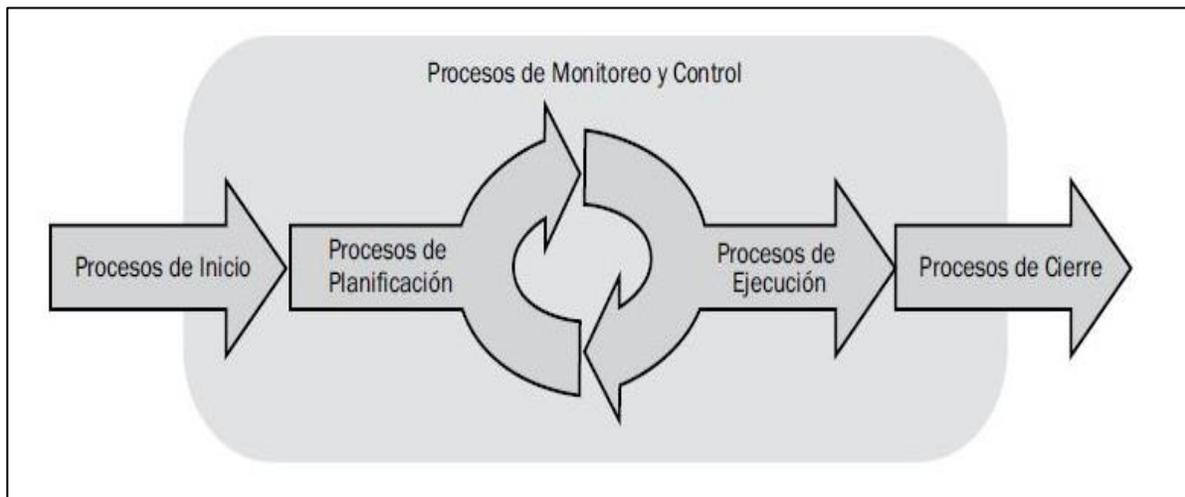 Procesos de Monitoreo y Control
Procesos de Inicio
Procesos de
Planificación
Procesos de
Ejecución
Procesos de Cierre